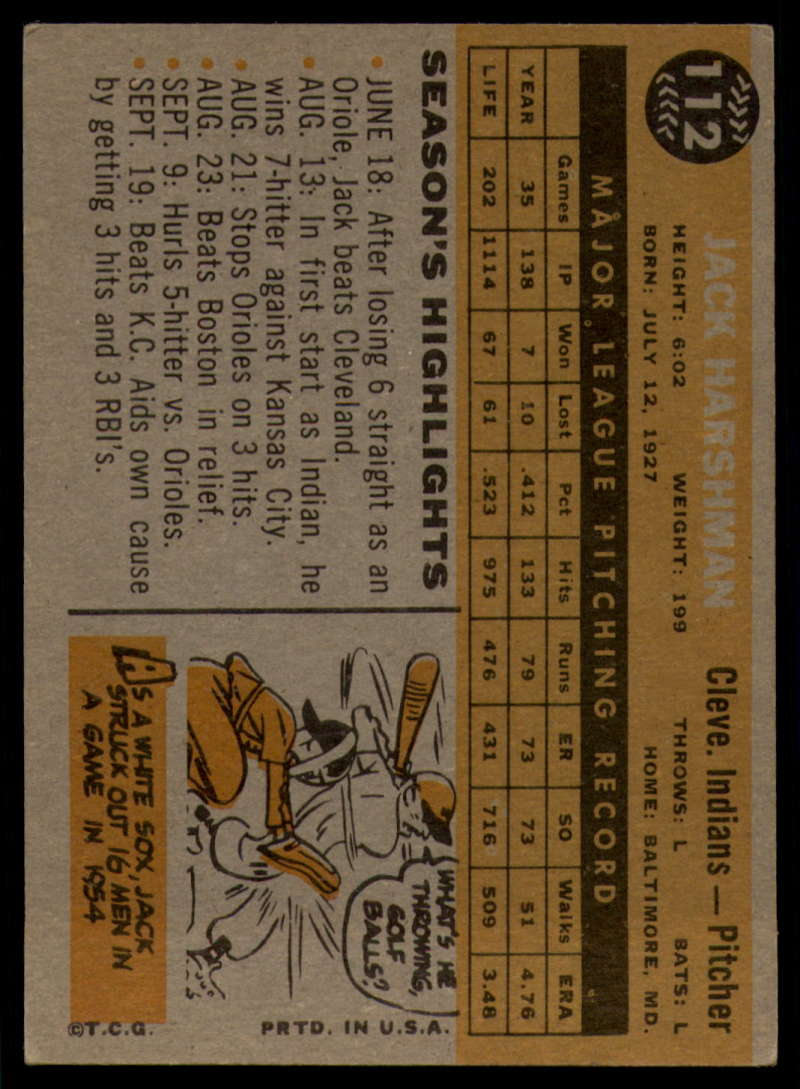 112
JACK HARSHMAN Cleve. Indians — Pitcher
HEIGHT: 6:02 WEIGHT: 199 THROWS: L BATS: L
BORN: JULY 12, 1927 HOME: BALTIMORE, MD.
MAJOR LEAGUE PITCHING RECORD
Games IP Won Lost Pct Hits Runs ER SO Walks ERA
YEAR 35 138 7 10 .412 133 79 73 73 51 4.76
LIFE 202 1114 67 61 .523 975 476 431 716 509 3.48
SEASON'S HIGHLIGHTS
• JUNE 18: After losing 6 straight as an
Oriole, Jack beats Cleveland.
• AUG. 13: In first start as Indian, he
wins 7-hitter against Kansas City.
• AUG. 21: Stops Orioles on 3 hits.
• AUG. 23: Beats Boston in relief.
• SEPT. 9: Hurls 5-hitter vs. Orioles.
• SEPT. 19: Beats K.C. Aids own cause
by getting 3 hits and 3 RBI's.
WHAT'S HE
THROWING,
GOLF
BALLS?
AS A WHITE SOX, JACK
STRUCK OUT 16 MEN IN
A GAME IN 1954
PRTD. IN U.S.A.
©T.C.G.